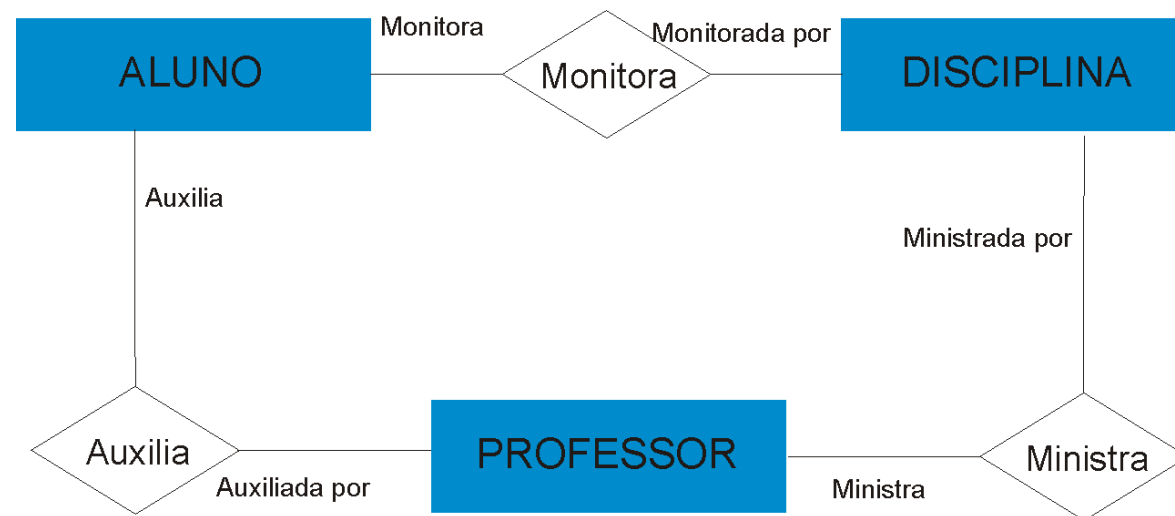 Monitora
Monitorada por
ALUNO
Monitora
DISCIPLINA
Auxilia
Ministrada por
Auxilia
PROFESSOR
Ministra
Auxiliada por
Ministra